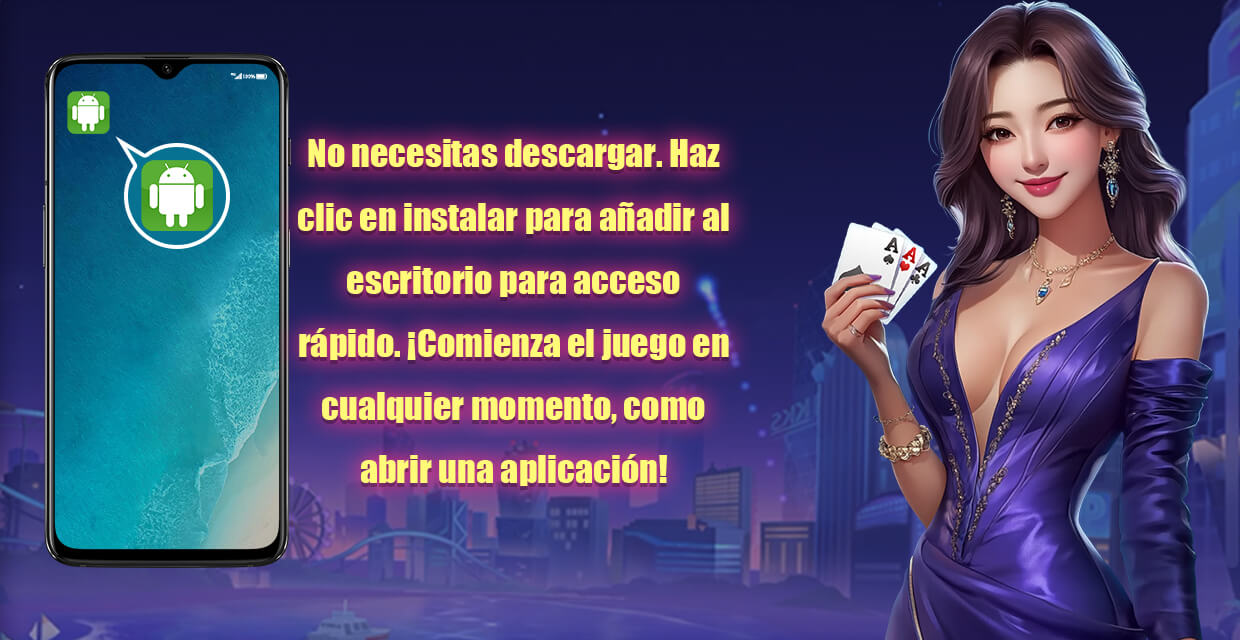 100%
No necesitas descargar. Haz
clic en instalar para añadir al
escritorio para acceso
rápido. ¡Comienza el juego en
cualquier momento, como
abrir una aplicación!
A
A
A